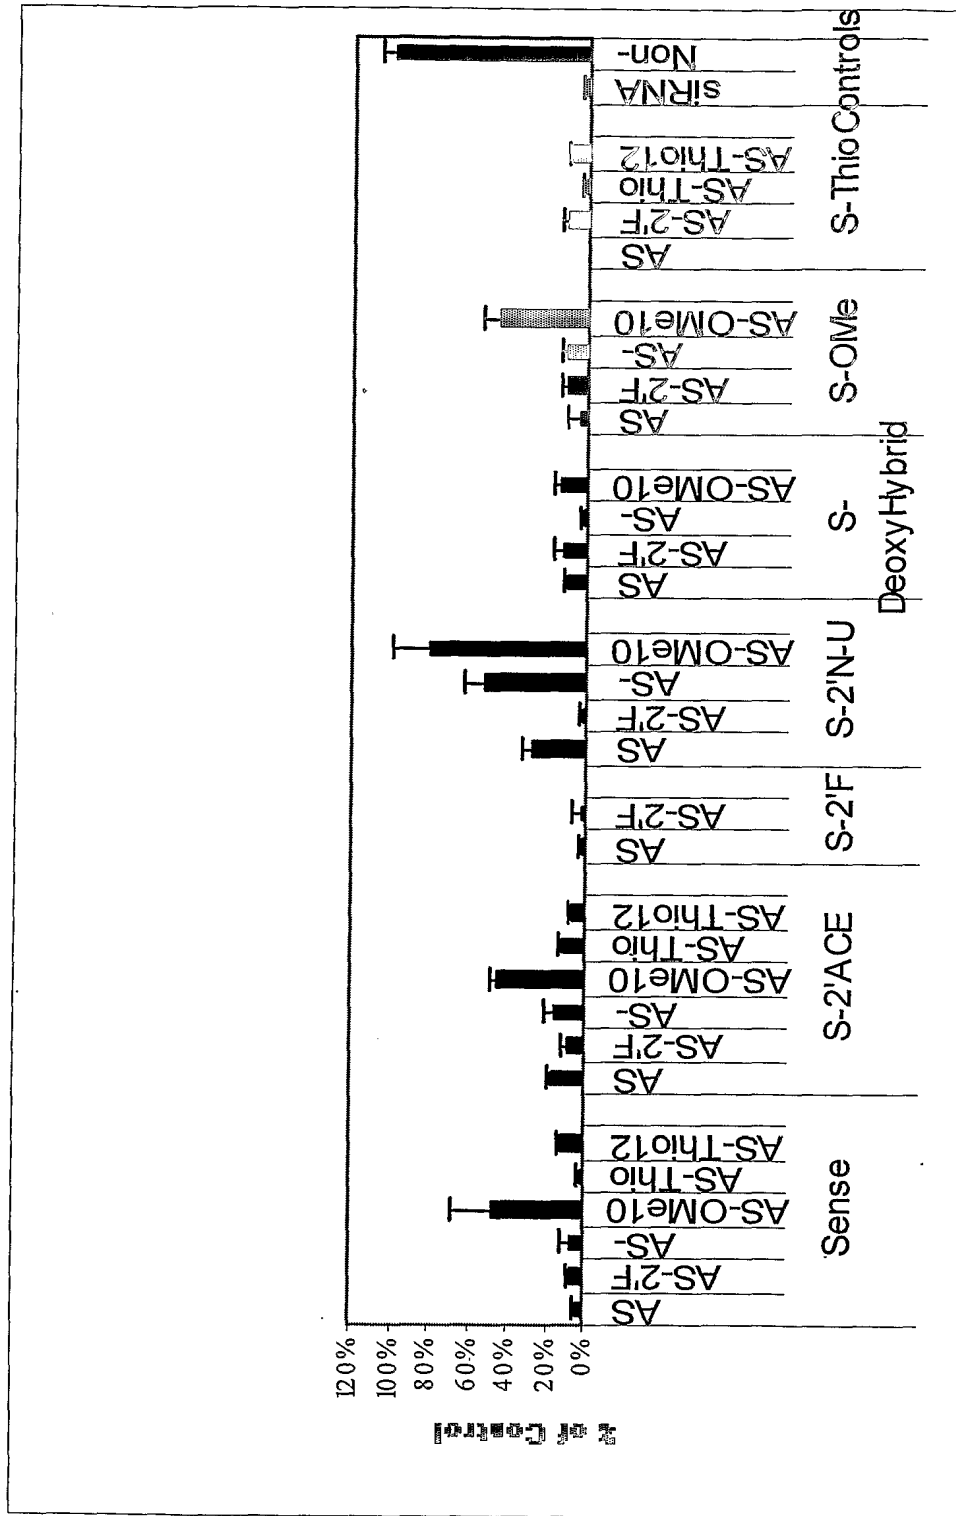 % of Control
120%
100%
80%
60%
40%
20%
0%
AS
AS-2'F
AS-
AS-OMe10
AS-Thio
AS-Thio12
Sense
AS
AS-2'F
AS-
AS-OMe10
AS-Thio
AS-Thio12
S-2'ACE
AS
AS-2'F
S-2'F
AS
AS-2'F
AS-
AS-OMe10
S-2'N-U
AS
AS-2'F
AS-
AS-OMe10
S-
Deoxy Hybrid
AS
AS-2'F
AS-
AS-OMe10
S-OMe
AS
AS-2'F
AS-Thio
AS-Thio12
S-Thio
siRNA
Non-
Controls